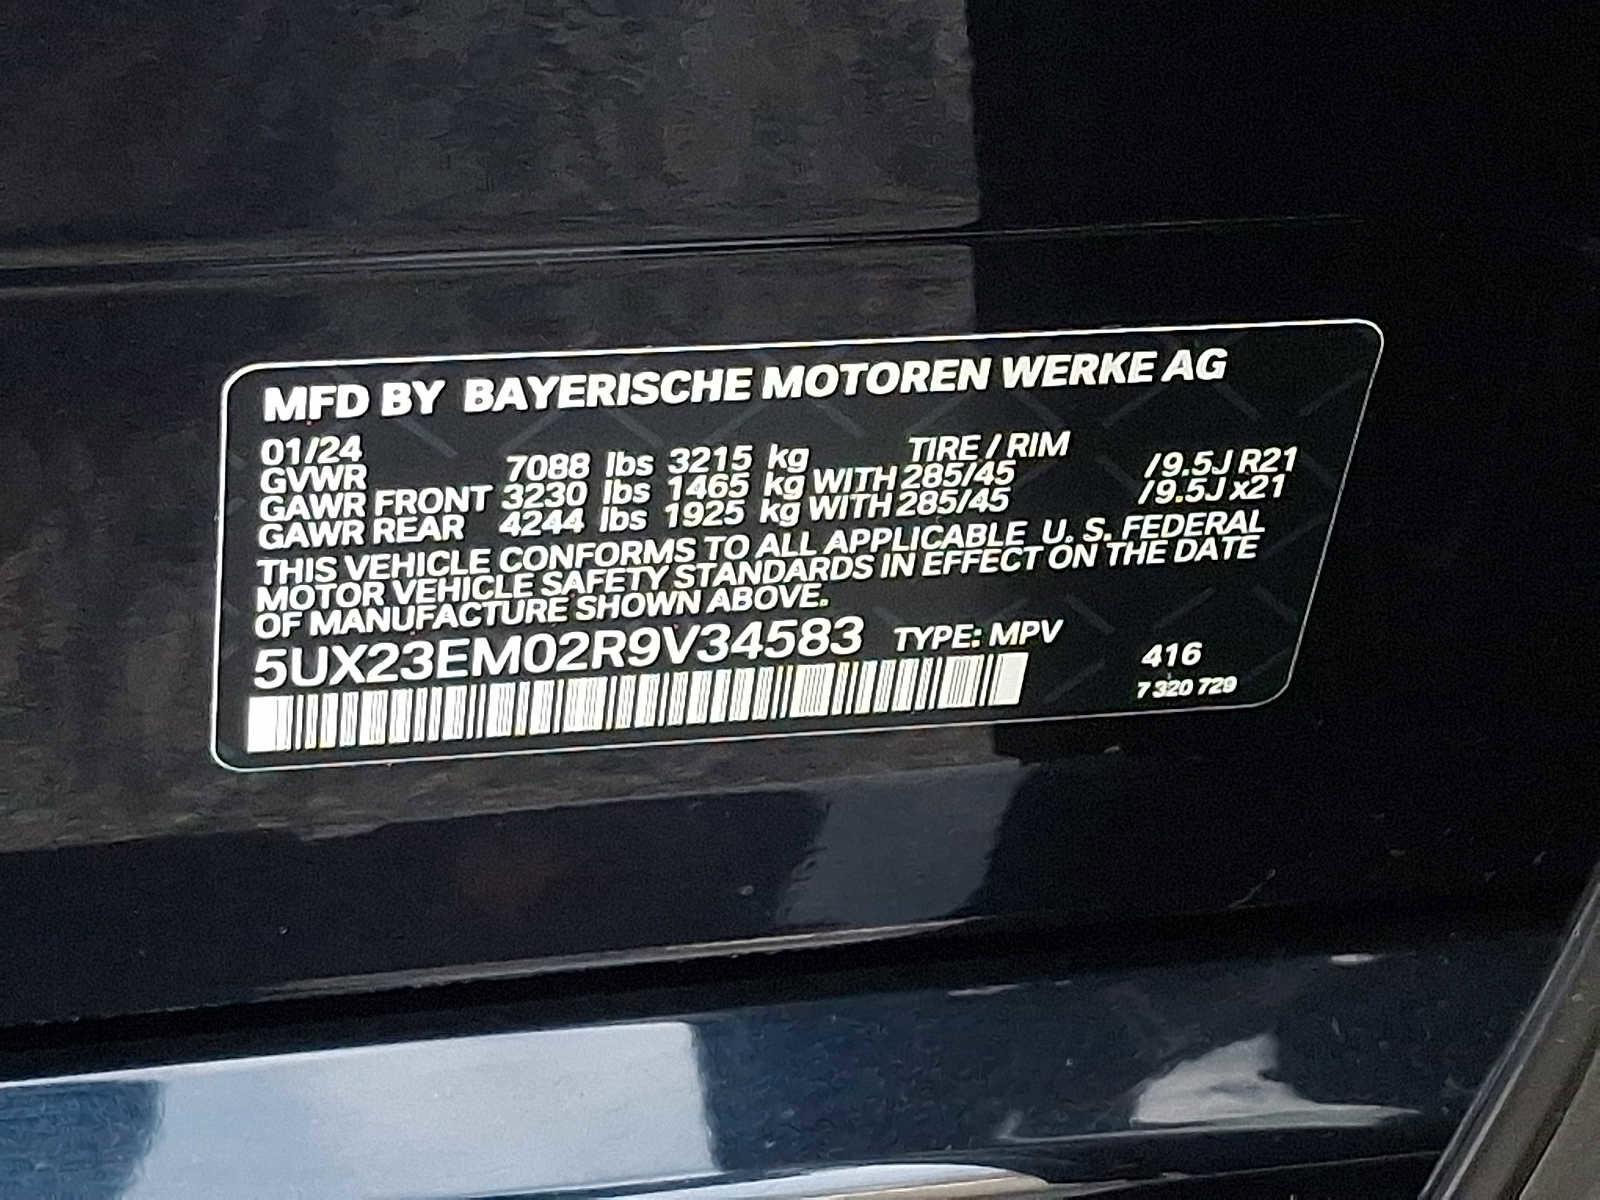 MFD BY BAYERISCHE MOTOREN WERKE AG
01/24 TIRE / RIM
GVWR 7088 lbs 3215 kg
GAWR FRONT 3230 lbs 1465 kg WITH 285/45 /9.5J R21
GAWR REAR 4244 lbs 1925 kg WITH 285/45 /9.5J x21
THIS VEHICLE CONFORMS TO ALL APPLICABLE U. S. FEDERAL
MOTOR VEHICLE SAFETY STANDARDS IN EFFECT ON THE DATE
OF MANUFACTURE SHOWN ABOVE.
5UX23EM02R9V34583 TYPE: MPV 416
7 320 729